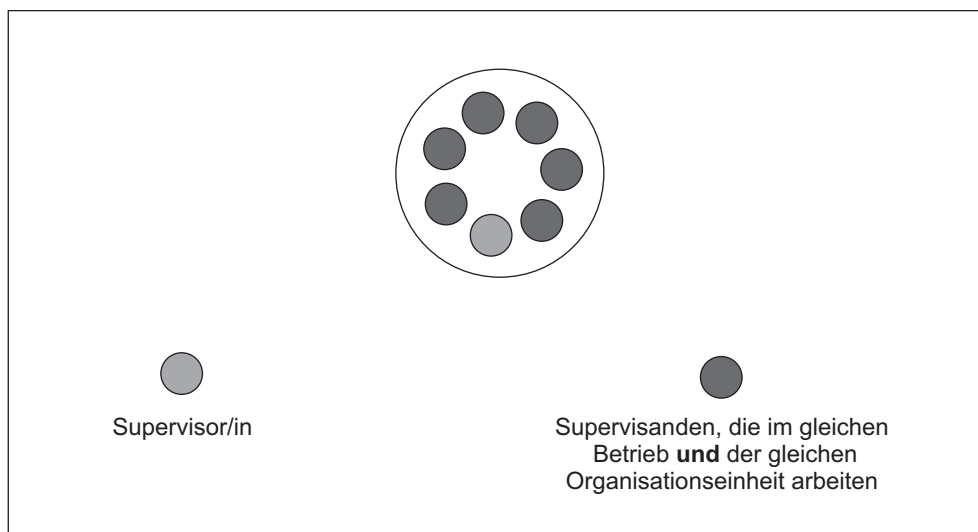 Supervisor/in
Supervisanden, die im gleichen
Betrieb und der gleichen
Organisationseinheit arbeiten